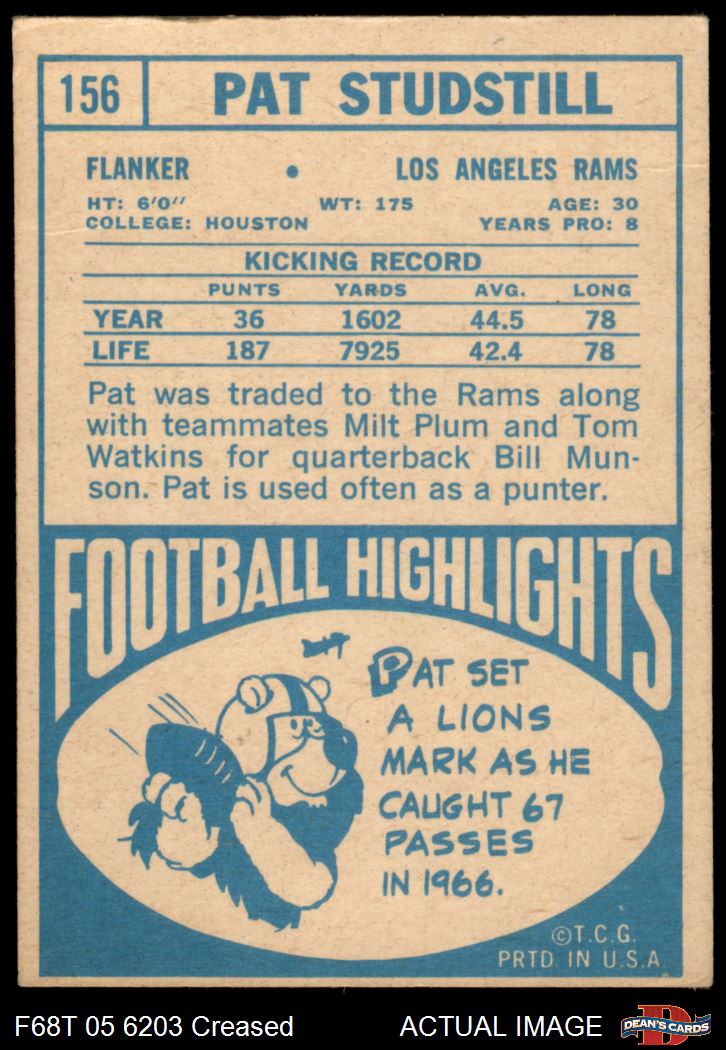 156 PAT STUDSTILL
FLANKER • LOS ANGELES RAMS
HT: 6'0" WT: 175 AGE: 30
COLLEGE: HOUSTON YEARS PRO: 8
KICKING RECORD
PUNTS YARDS AVG. LONG
YEAR 36 1602 44.5 78
LIFE 187 7925 42.4 78
Pat was traded to the Rams along
with teammates Milt Plum and Tom
Watkins for quarterback Bill Mun-
son. Pat is used often as a punter.
FOOTBALL HIGHLIGHTS
PAT SET
A LIONS
MARK AS HE
CAUGHT 67
PASSES
IN 1966.
©T.C.G.
PRTD IN U.S.A.
F68T 05 6203 Creased ACTUAL IMAGE D DEAN'S CARDS